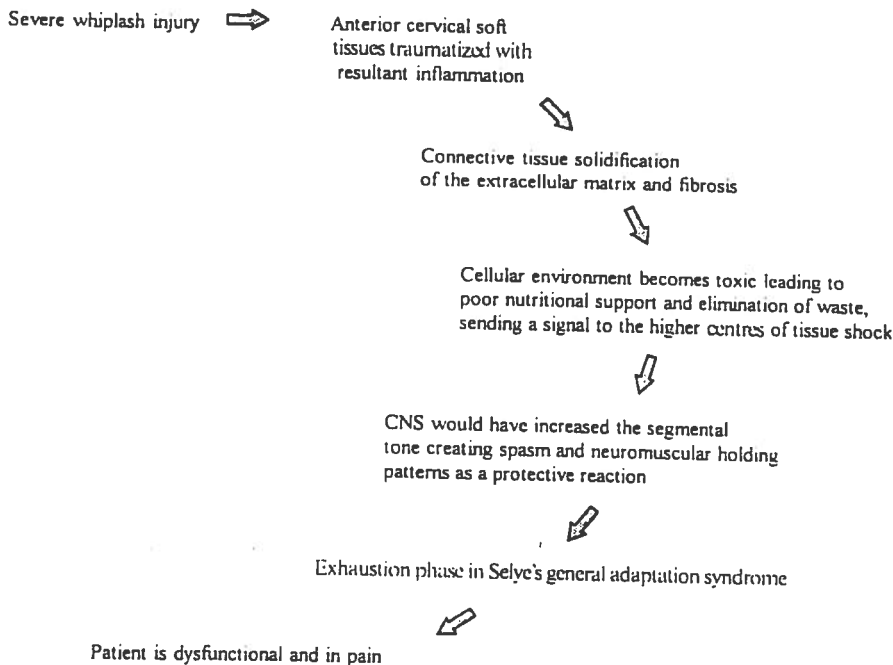 Severe whiplash injury
Anterior cervical soft
tissues traumatized with
resultant inflammation
Connective tissue solidification
of the extracellular matrix and fibrosis
Cellular environment becomes toxic leading to
poor nutritional support and elimination of waste,
sending a signal to the higher centres of tissue shock
CNS would have increased the segmental
tone creating spasm and neuromuscular holding
patterns as a protective reaction
Exhaustion phase in Selye's general adaptation syndrome
Patient is dysfunctional and in pain